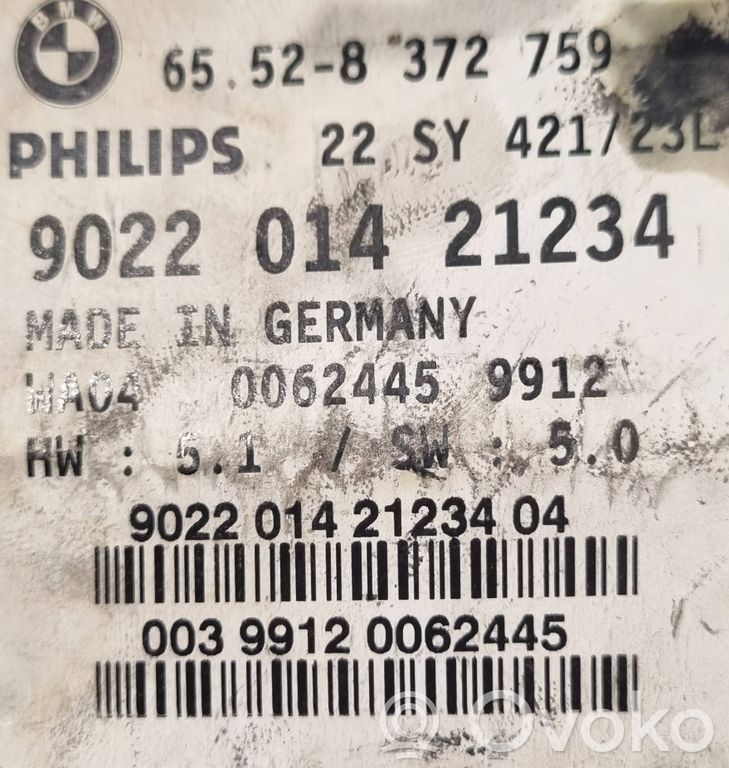 BMW
65.52-8 372 759
PHILIPS 22 SY 421/23L
9022 014 21234
MADE IN GERMANY
WA04 0062445 9912
HW : 5.1 / SW : 5.0
9022 014 21234 04
003 9912 0062445
Ovoko